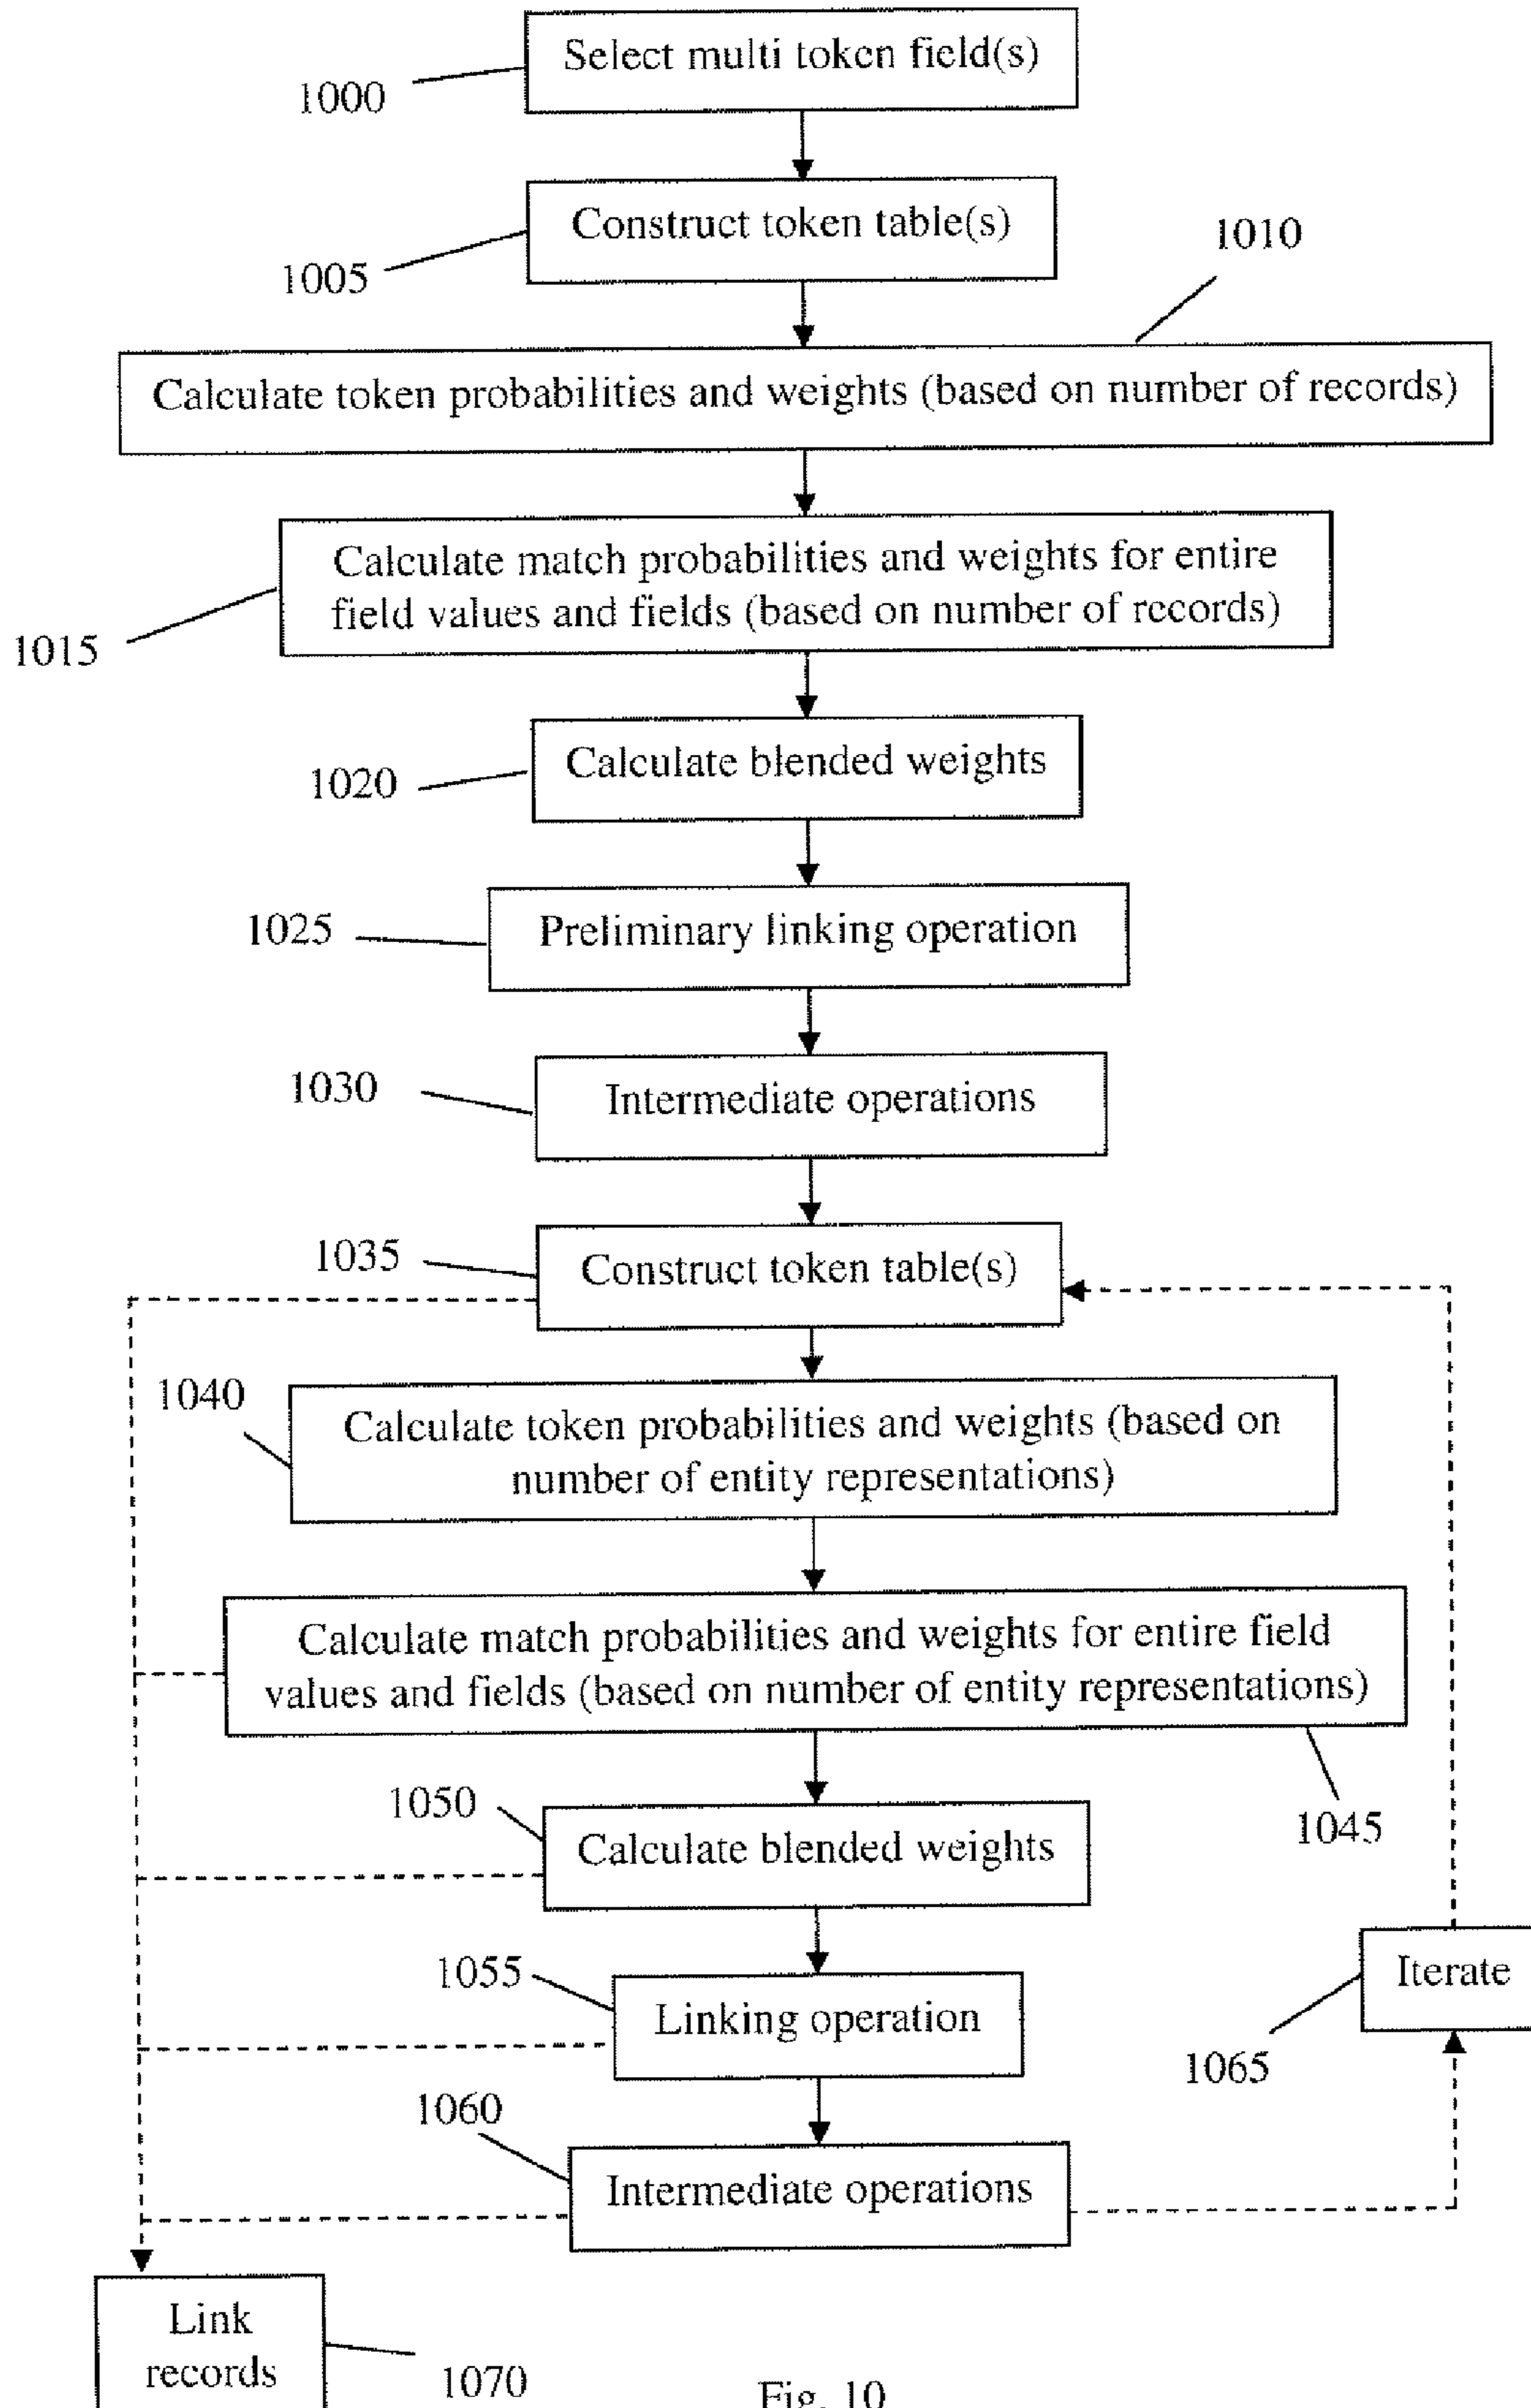 Select multi token field(s)
1000
Construct token table(s)
1005
1010
Calculate token probabilities and weights (based on number of records)
Calculate match probabilities and weights for entire
field values and fields (based on number of records)
1015
Calculate blended weights
1020
Preliminary linking operation
1025
Intermediate operations
1030
Construct token table(s)
1035
1040
Calculate token probabilities and weights (based on
number of entity representations)
Calculate match probabilities and weights for entire field
values and fields (based on number of entity representations)
1045
1050
Calculate blended weights
1055
Linking operation
Iterate
1065
1060
Intermediate operations
Link
records
1070
Fig. 10